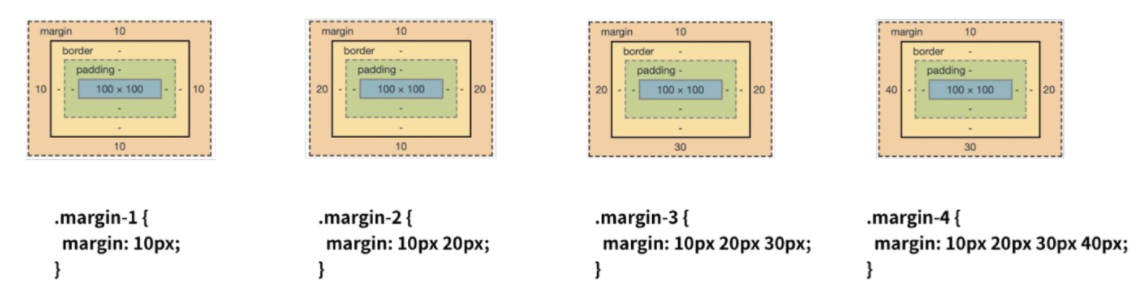 margin 10
border -
padding -
10 - - 100 × 100 - - 10
-
-
10
margin 10
border -
padding -
20 - - 100 × 100 - - 20
-
-
10
margin 10
border -
padding -
20 - - 100 × 100 - - 20
-
-
30
margin 10
border -
padding -
40 - - 100 × 100 - - 20
-
-
30
.margin-1 {
margin: 10px;
}
.margin-2 {
margin: 10px 20px;
}
.margin-3 {
margin: 10px 20px 30px;
}
.margin-4 {
margin: 10px 20px 30px 40px;
}